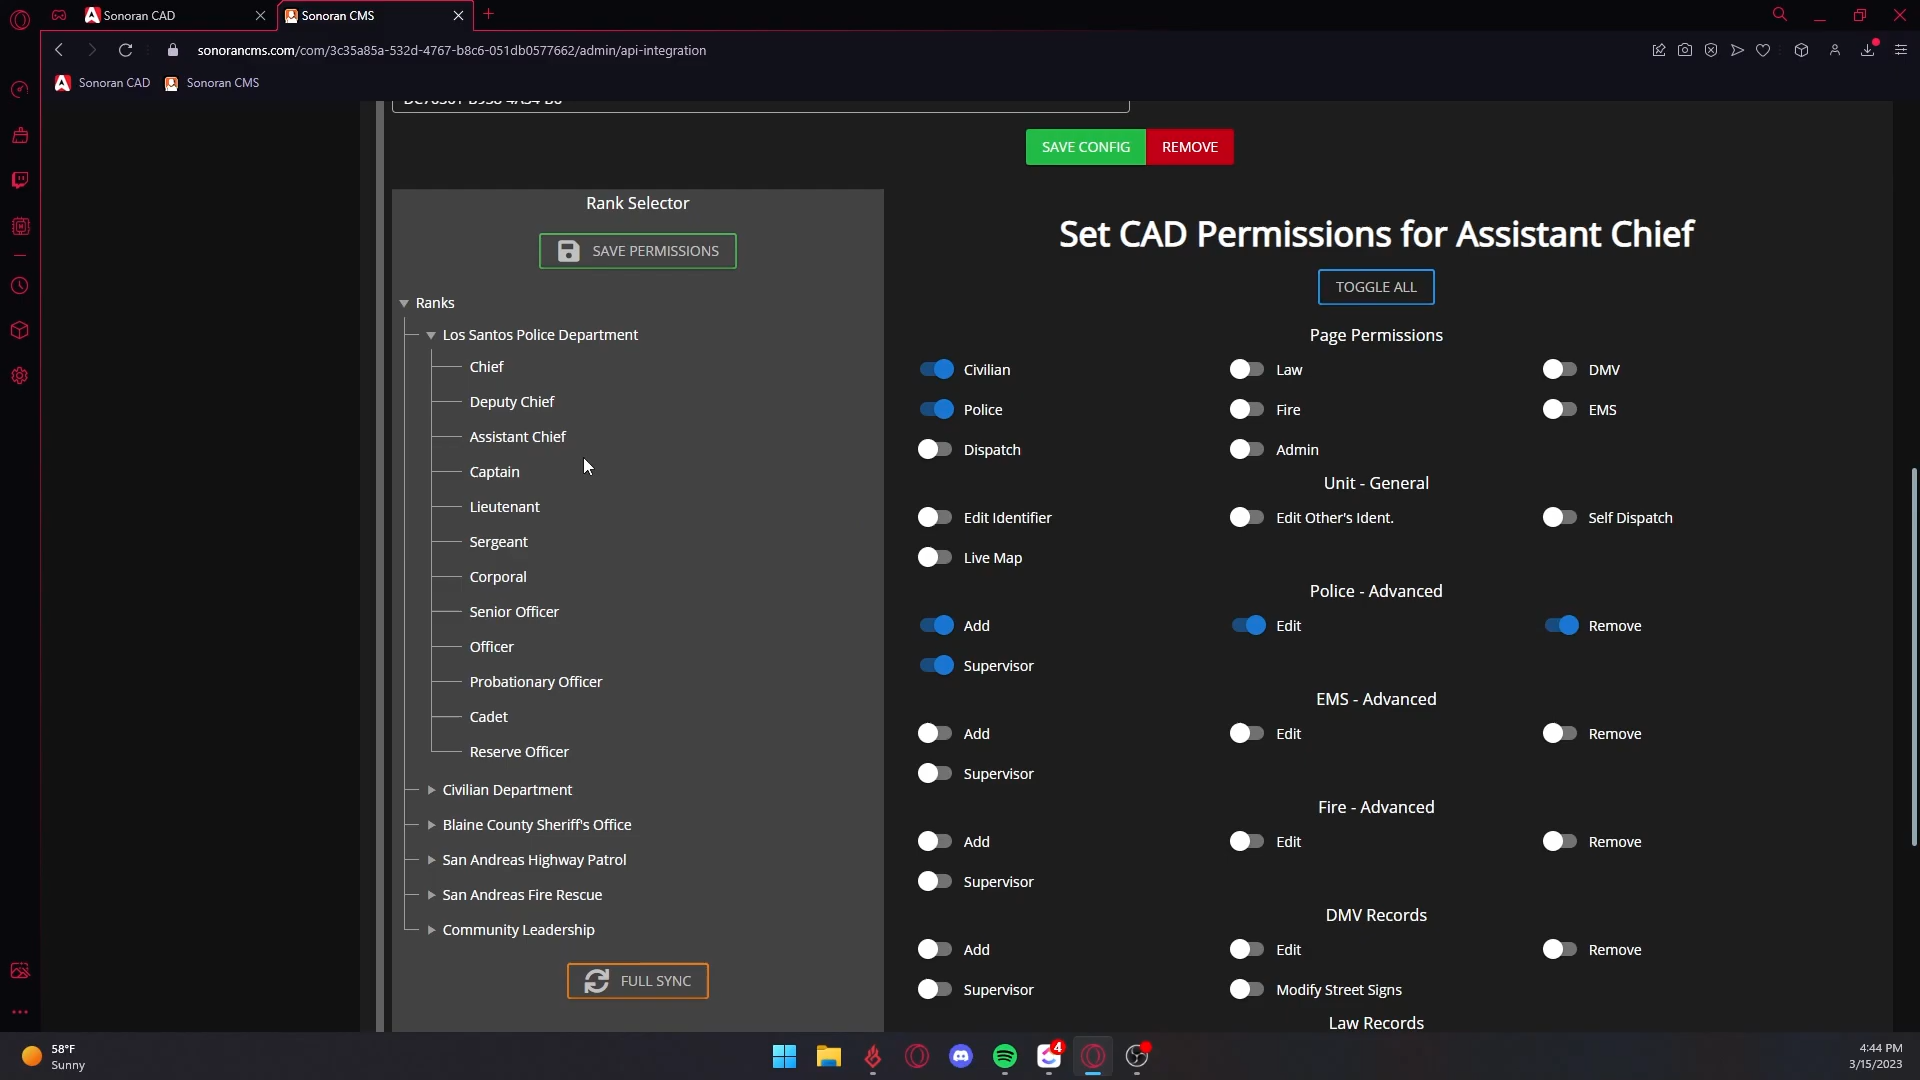 Sonoran CAD
Sonoran CMS
sonorancms.com/com/3c35a85a-532d-4767-b8c6-051db0577662/admin/api-integration
Sonoran CAD
Sonoran CMS
SAVE CONFIG
REMOVE
Rank Selector
SAVE PERMISSIONS
Ranks
Los Santos Police Department
Chief
Deputy Chief
Assistant Chief
Captain
Lieutenant
Sergeant
Corporal
Senior Officer
Officer
Probationary Officer
Cadet
Reserve Officer
Civilian Department
Blaine County Sheriff's Office
San Andreas Highway Patrol
San Andreas Fire Rescue
Community Leadership
FULL SYNC
Set CAD Permissions for Assistant Chief
TOGGLE ALL
Page Permissions
Civilian Law DMV
Police Fire EMS
Dispatch Admin
Unit - General
Edit Identifier Edit Other's Ident. Self Dispatch
Live Map
Police - Advanced
Add Edit Remove
Supervisor
EMS - Advanced
Add Edit Remove
Supervisor
Fire - Advanced
Add Edit Remove
Supervisor
DMV Records
Add Edit Remove
Supervisor Modify Street Signs
Law Records
58°F
Sunny
4
4:44 PM
3/15/2023